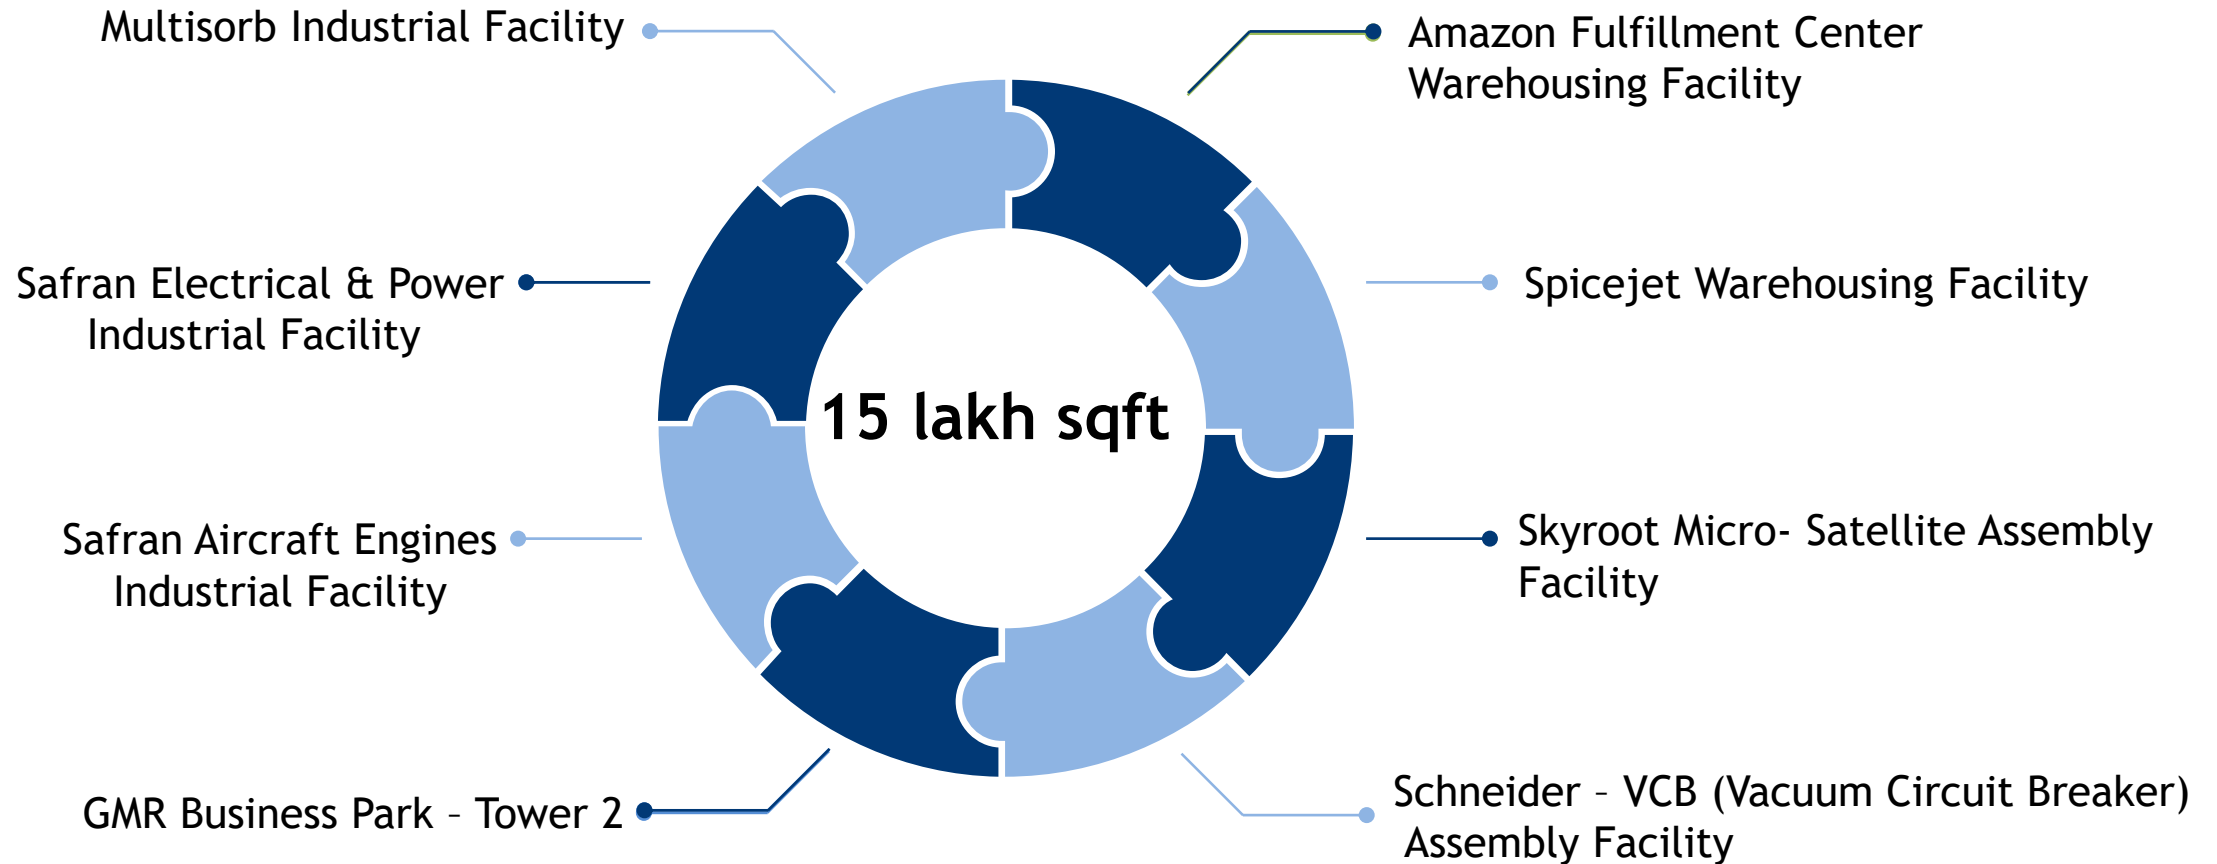 Multisorb Industrial Facility
Amazon Fulfillment Center
Warehousing Facility
Safran Electrical & Power
Industrial Facility
Spicejet Warehousing Facility
15 lakh sqft
Safran Aircraft Engines
Industrial Facility
Skyroot Micro- Satellite Assembly
Facility
GMR Business Park – Tower 2
Schneider – VCB (Vacuum Circuit Breaker)
Assembly Facility